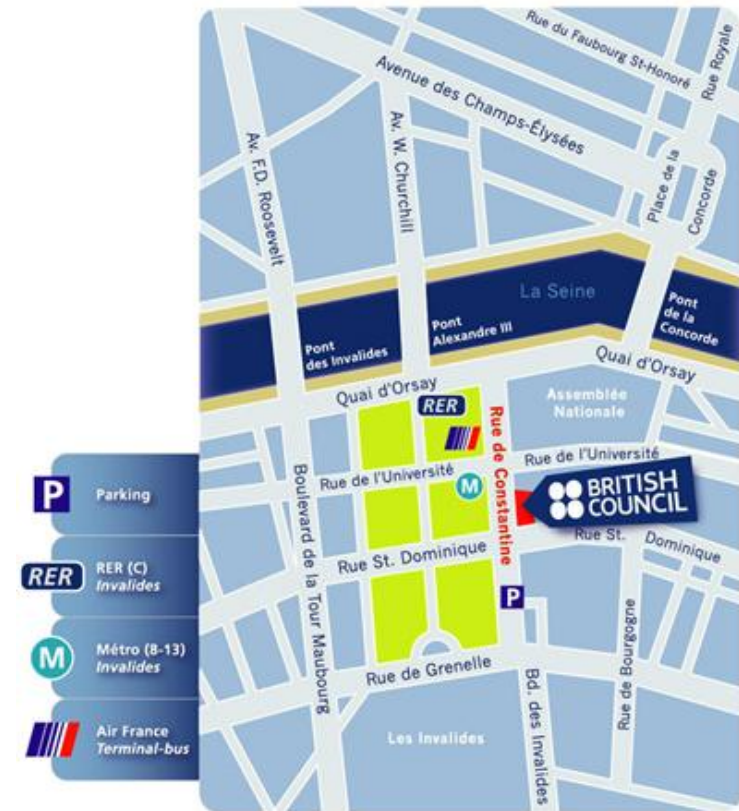 Rue du Faubourg St-Honoré
Rue Royale
Avenue des Champs-Élysées
Av. F.D. Roosevelt
Av. W. Churchill
Place de la
Concorde
La Seine
Pont
des Invalides
Pont
Alexandre III
Pont
de la
Concorde
Quai d'Orsay
Quai d'Orsay
RER
Assemblée
Nationale
Rue de l'Université
Rue de l'Université
M
Rue de Constantine
BRITISH
COUNCIL
Boulevard de la Tour Maubourg
Rue St. Dominique
Rue St. Dominique
P
Rue de Grenelle
Rue de Bourgogne
Bd. des Invalides
Les Invalides
P
Parking
RER
RER (C)
Invalides
M
Métro (8-13)
Invalides
Air France
Terminal-bus